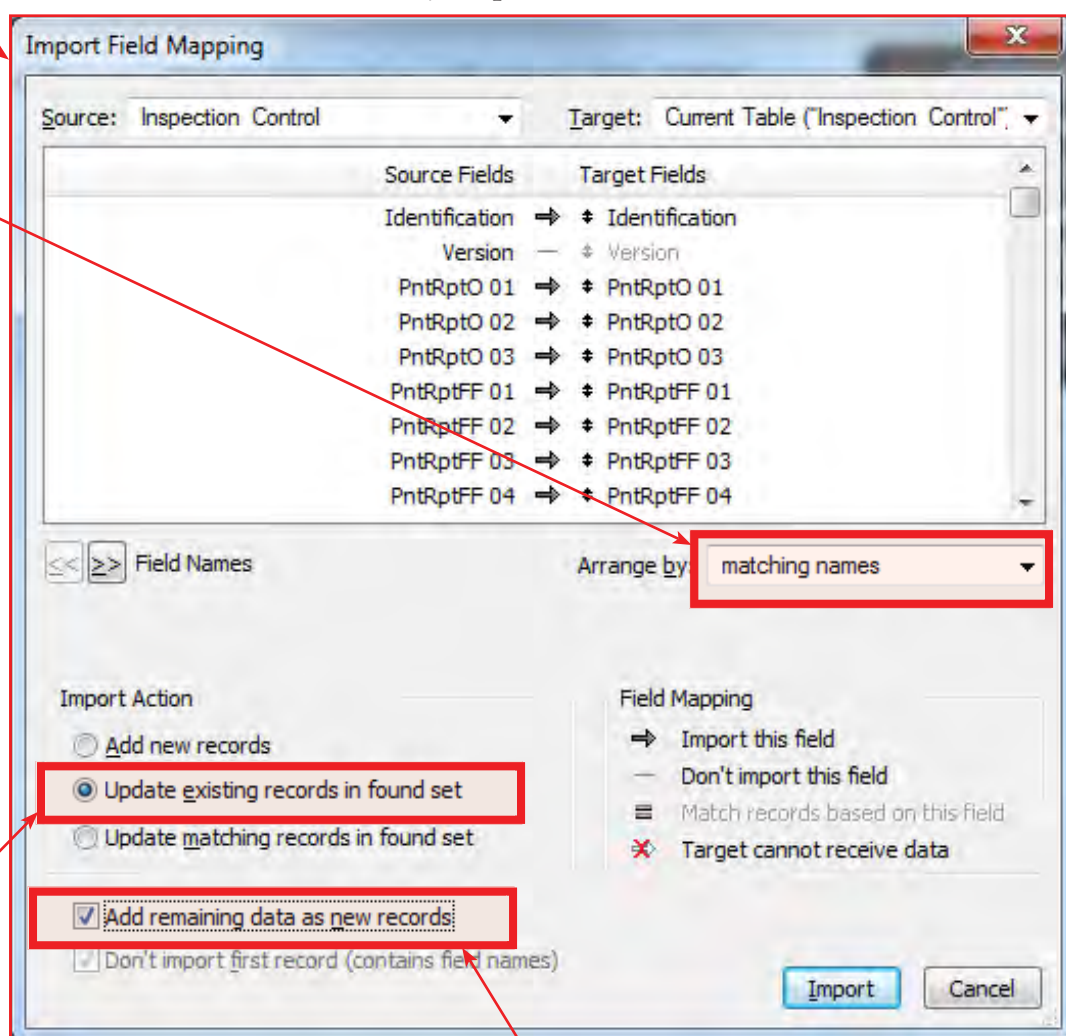 Import Field Mapping
Source: Inspection Control Target: Current Table ("Inspection Control")
Source Fields Target Fields
Identification Identification
Version Version
PntRptO 01 PntRptO 01
PntRptO 02 PntRptO 02
PntRptO 03 PntRptO 03
PntRptFF 01 PntRptFF 01
PntRptFF 02 PntRptFF 02
PntRptFF 03 PntRptFF 03
PntRptFF 04 PntRptFF 04
<< >> Field Names Arrange by: matching names
Import Action
Add new records
Update existing records in found set
Update matching records in found set
Add remaining data as new records
Don't import first record (contains field names)
Field Mapping
Import this field
Don't import this field
Match records based on this field
Target cannot receive data
Import Cancel